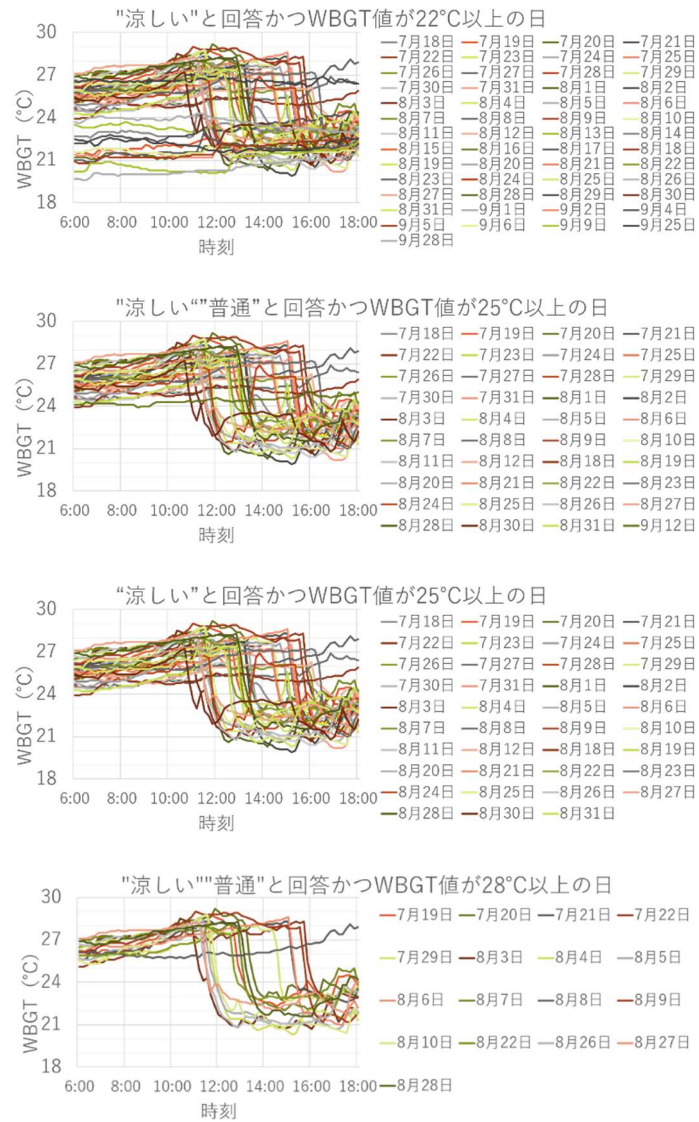 "涼しい"と回答かつWBGT値が22℃以上の日
30
27
24
21
18
WBGT（℃）
6:00 8:00 10:00 12:00 14:00 16:00 18:00
時刻
7月18日 7月19日 7月20日 7月21日
7月22日 7月23日 7月24日 7月25日
7月26日 7月27日 7月28日 7月29日
7月30日 7月31日 8月1日 8月2日
8月3日 8月4日 8月5日 8月6日
8月7日 8月8日 8月9日 8月10日
8月11日 8月12日 8月13日 8月14日
8月15日 8月16日 8月17日 8月18日
8月19日 8月20日 8月21日 8月22日
8月23日 8月24日 8月25日 8月26日
8月27日 8月28日 8月29日 8月30日
8月31日 9月1日 9月2日 9月4日
9月5日 9月6日 9月9日 9月25日
9月28日
"涼しい“”普通”と回答かつWBGT値が25℃以上の日
30
27
24
21
18
WBGT（℃）
6:00 8:00 10:00 12:00 14:00 16:00 18:00
時刻
7月18日 7月19日 7月20日 7月21日
7月22日 7月23日 7月24日 7月25日
7月26日 7月27日 7月28日 7月29日
7月30日 7月31日 8月1日 8月2日
8月3日 8月4日 8月5日 8月6日
8月7日 8月8日 8月9日 8月10日
8月11日 8月12日 8月18日 8月19日
8月20日 8月21日 8月22日 8月23日
8月24日 8月25日 8月26日 8月27日
8月28日 8月30日 8月31日 9月12日
“涼しい”と回答かつWBGT値が25℃以上の日
30
27
24
21
18
WBGT（℃）
6:00 8:00 10:00 12:00 14:00 16:00 18:00
時刻
7月18日 7月19日 7月20日 7月21日
7月22日 7月23日 7月24日 7月25日
7月26日 7月27日 7月28日 7月29日
7月30日 7月31日 8月1日 8月2日
8月3日 8月4日 8月5日 8月6日
8月7日 8月8日 8月9日 8月10日
8月11日 8月12日 8月18日 8月19日
8月20日 8月21日 8月22日 8月23日
8月24日 8月25日 8月26日 8月27日
8月28日 8月30日 8月31日
"涼しい""普通"と回答かつWBGT値が28℃以上の日
30
27
24
21
18
WBGT（℃）
6:00 8:00 10:00 12:00 14:00 16:00 18:00
時刻
7月19日 7月20日 7月21日 7月22日
7月29日 8月3日 8月4日 8月5日
8月6日 8月7日 8月8日 8月9日
8月10日 8月22日 8月26日 8月27日
8月28日